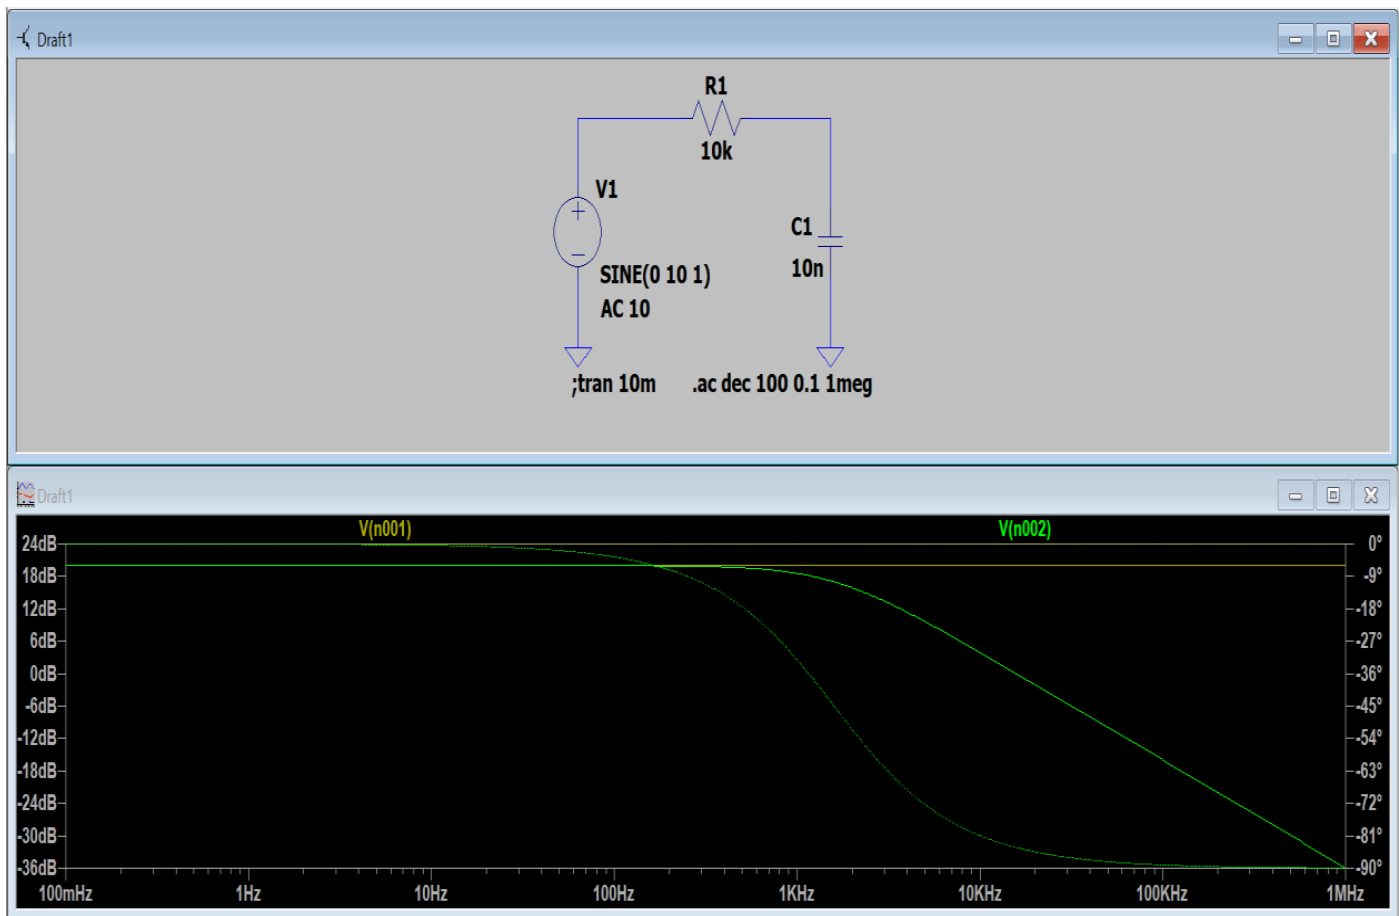 Draft1
R1
10k
V1
SINE(0 10 1)
AC 10
C1
10n
;tran 10m
.ac dec 100 0.1 1meg
Draft1
V(n001)
V(n002)
24dB
18dB
12dB
6dB
0dB
-6dB
-12dB
-18dB
-24dB
-30dB
-36dB
0°
-9°
-18°
-27°
-36°
-45°
-54°
-63°
-72°
-81°
-90°
100mHz
1Hz
10Hz
100Hz
1KHz
10KHz
100KHz
1MHz